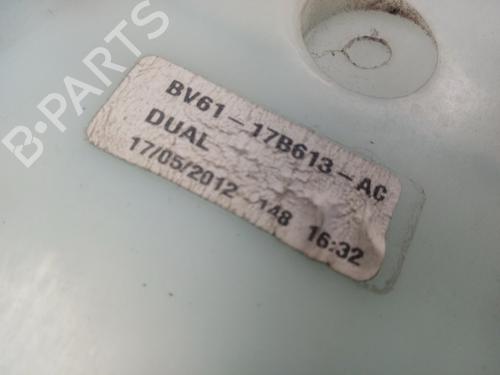 B-PARTS
BV61-17B613-AC
DUAL
17/05/2012 148 16:32